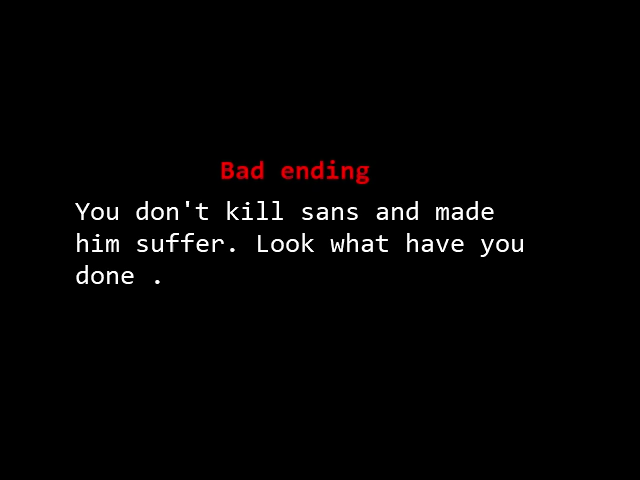 Bad ending
You don't kill sans and made
him suffer. Look what have you
done .